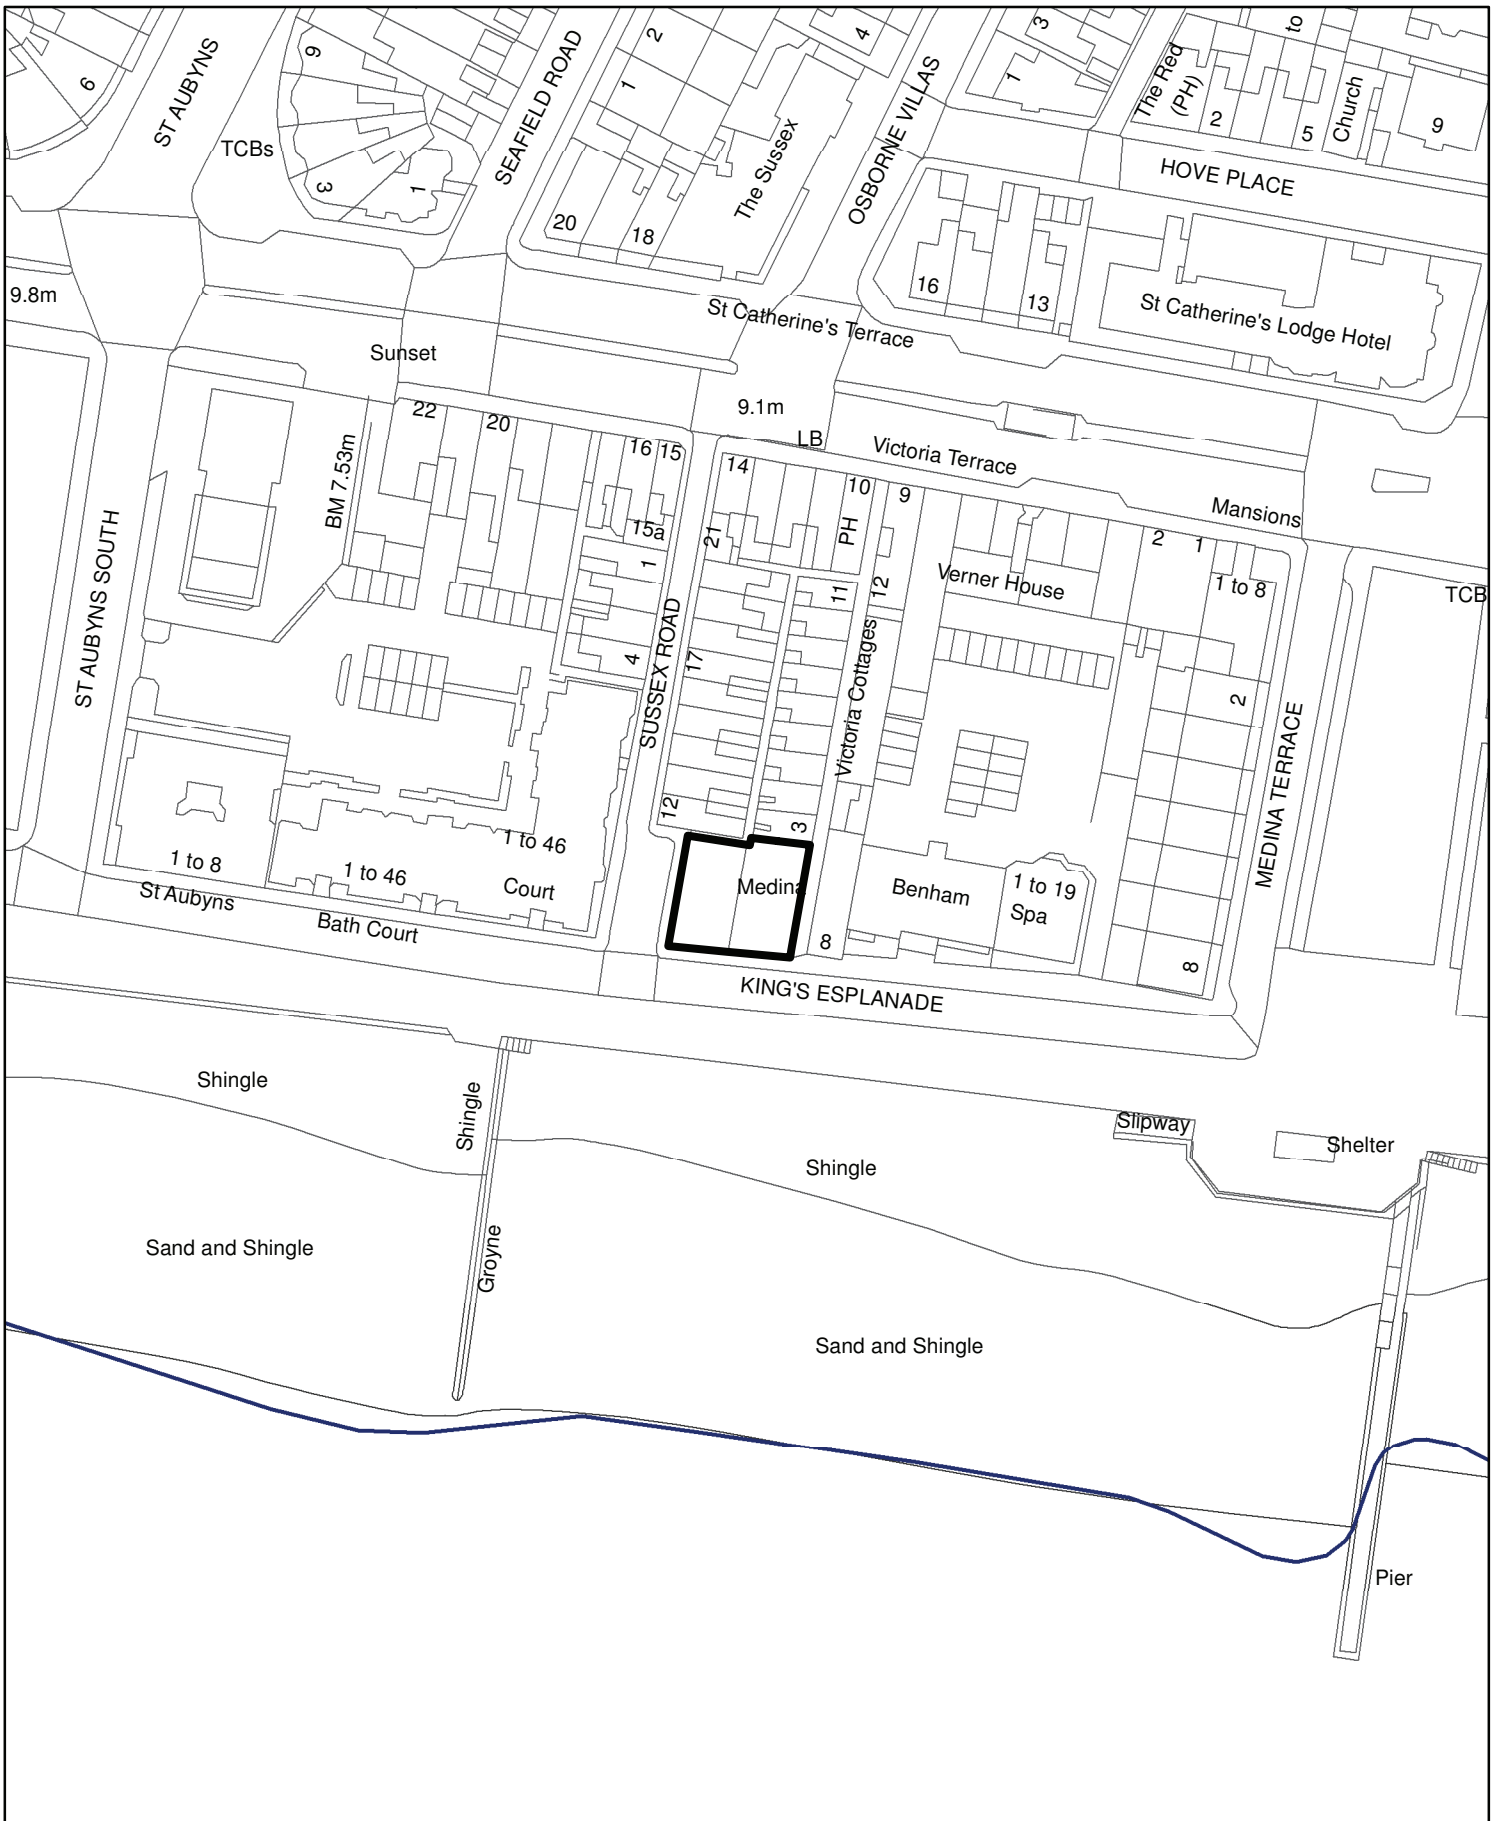 6
ST AUBYNS
TCBs
9
3
1
SEAFIELD ROAD
2
1
20
18
The Sussex
4
OSBORNE VILLAS
3
1
The Red
(PH)
2
to
5
Church
9
HOVE PLACE
16
13
St Catherine's Lodge Hotel
9.8m
Sunset
St Catherine's Terrace
9.1m
LB
Victoria Terrace
Mansions
22
20
16
15
15a
BM 7.53m
14
21
10
PH
9
12
11
Verner House
2
1
1 to 8
TCB
1
4
17
ST AUBYNS SOUTH
SUSSEX ROAD
Victoria Cottages
2
MEDINA TERRACE
12
3
1 to 46
1 to 8
1 to 46
Court
St Aubyns
Bath Court
Medina
Benham
1 to 19
Spa
8
8
KING'S ESPLANADE
Shingle
Shingle
Shingle
Slipway
Shelter
Sand and Shingle
Groyne
Sand and Shingle
Pier